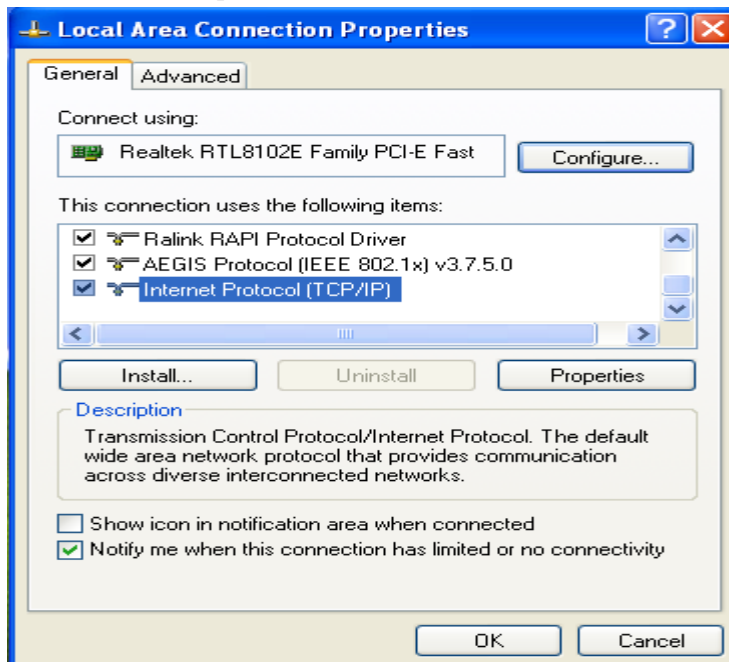 Local Area Connection Properties
General Advanced
Connect using:
Realtek RTL8102E Family PCI-E Fast Configure...
This connection uses the following items:
Ralink RAPI Protocol Driver
AEGIS Protocol (IEEE 802.1x) v3.7.5.0
Internet Protocol (TCP/IP)
Install... Uninstall Properties
Description
Transmission Control Protocol/Internet Protocol. The default
wide area network protocol that provides communication
across diverse interconnected networks.
Show icon in notification area when connected
Notify me when this connection has limited or no connectivity
OK Cancel